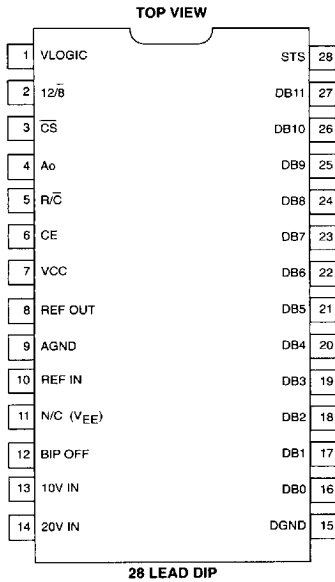 TOP VIEW
1 VLOGIC
2 12/8̅
3 C̅S̅
4 Ao
5 R/C̅
6 CE
7 VCC
8 REF OUT
9 AGND
10 REF IN
11 N/C (VEE)
12 BIP OFF
13 10V IN
14 20V IN
STS 28
DB11 27
DB10 26
DB9 25
DB8 24
DB7 23
DB6 22
DB5 21
DB4 20
DB3 19
DB2 18
DB1 17
DB0 16
DGND 15
28 LEAD DIP